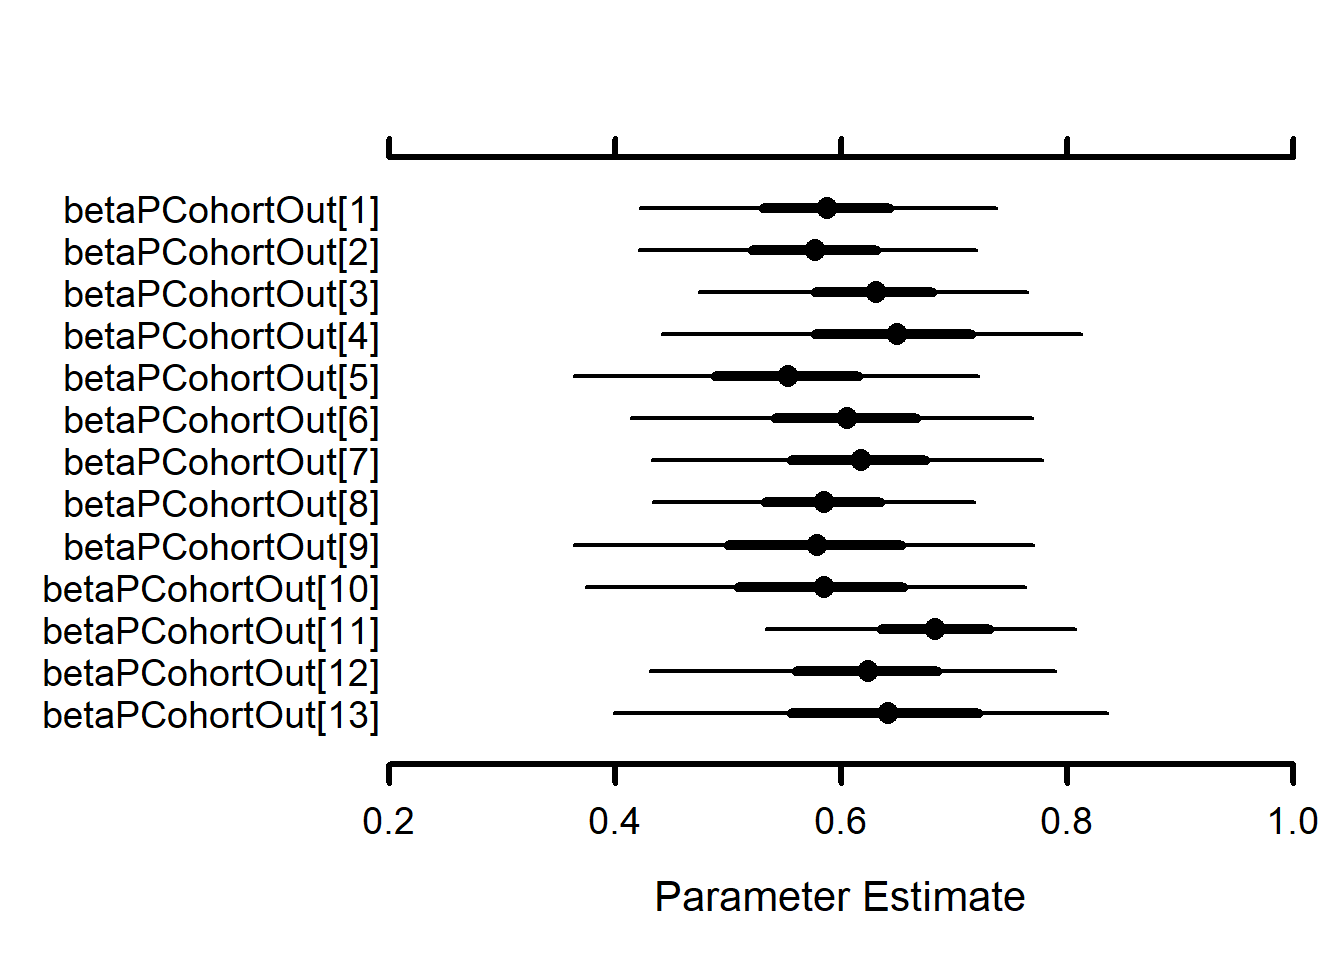 betaPCohortOut[1]
betaPCohortOut[2]
betaPCohortOut[3]
betaPCohortOut[4]
betaPCohortOut[5]
betaPCohortOut[6]
betaPCohortOut[7]
betaPCohortOut[8]
betaPCohortOut[9]
betaPCohortOut[10]
betaPCohortOut[11]
betaPCohortOut[12]
betaPCohortOut[13]
0.2 0.4 0.6 0.8 1.0
Parameter Estimate